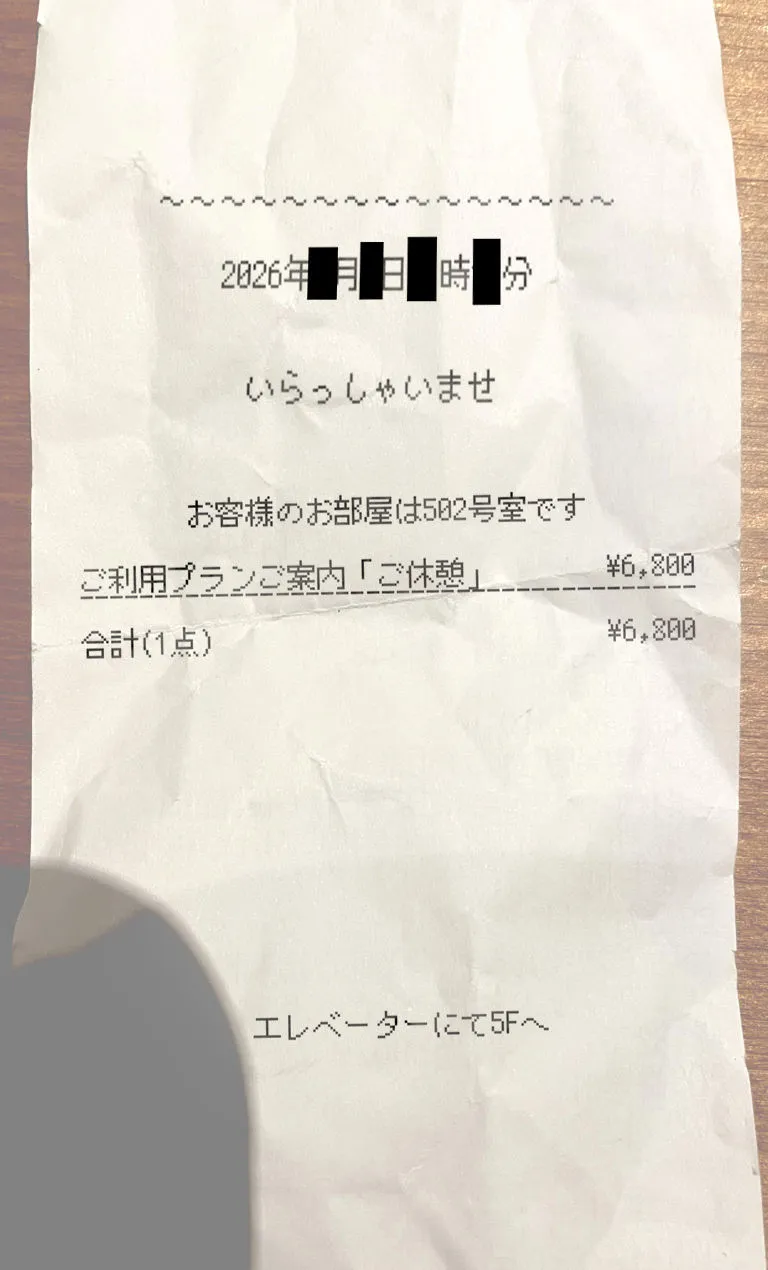 ～～～～～～～～～～～～～～～
2026年 月 日 時 分
いらっしゃいませ
お客様のお部屋は502号室です
ご利用プランご案内「ご休憩」 ¥6,800
合計(1点) ¥6,800
エレベーターにて5Fへ